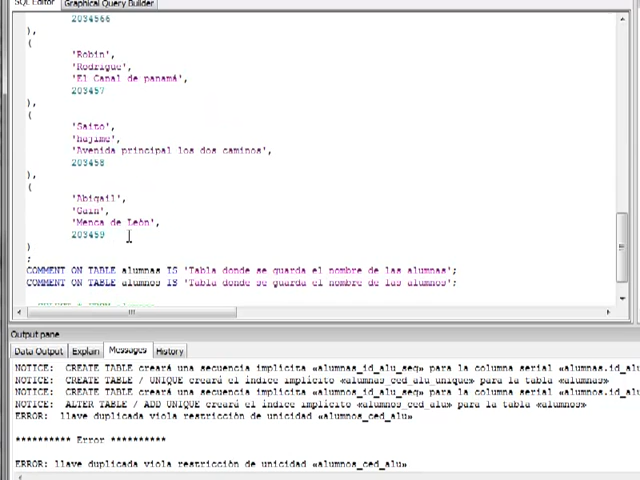 SQL Editor Graphical Query Builder
2034566
),
(
'Robin',
'Rodrigue',
'El Canal de panamá',
203457
),
(
'Saito',
'hajime',
'Avenida principal los dos caminos',
203458
),
(
'Abigail',
'Guin',
'Menca de León',
203459
)
;
COMMENT ON TABLE alumnas IS 'Tabla donde se guarda el nombre de las alumnas';
COMMENT ON TABLE alumnos IS 'Tabla donde se guarda el nombre de los alumnos';
Output pane
Data Output Explain Messages History
NOTICE: CREATE TABLE creará una secuencia implícita «alumnas_id_alu_seq» para la columna serial «alumnas.id_alu
NOTICE: CREATE TABLE / UNIQUE creará el índice implícito «alumnas_ced_alu_unique» para la tabla «alumnas»
NOTICE: CREATE TABLE creará una secuencia implícita «alumnos_id_alu_seq» para la columna serial «alumnos.id_alu
NOTICE: ALTER TABLE / ADD UNIQUE creará el índice implícito «alumnos_ced_alu» para la tabla «alumnos»
ERROR: llave duplicada viola restricción de unicidad «alumnos_ced_alu»
********** Error **********
ERROR: llave duplicada viola restricción de unicidad «alumnos_ced_alu»